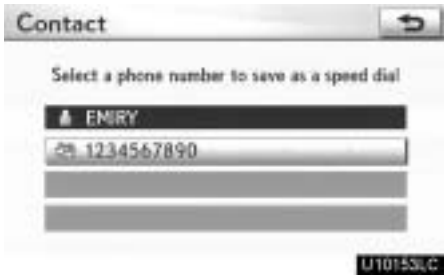 Contact
Select a phone number to save as a speed dial
EMIRY
1234567890
U10153LC